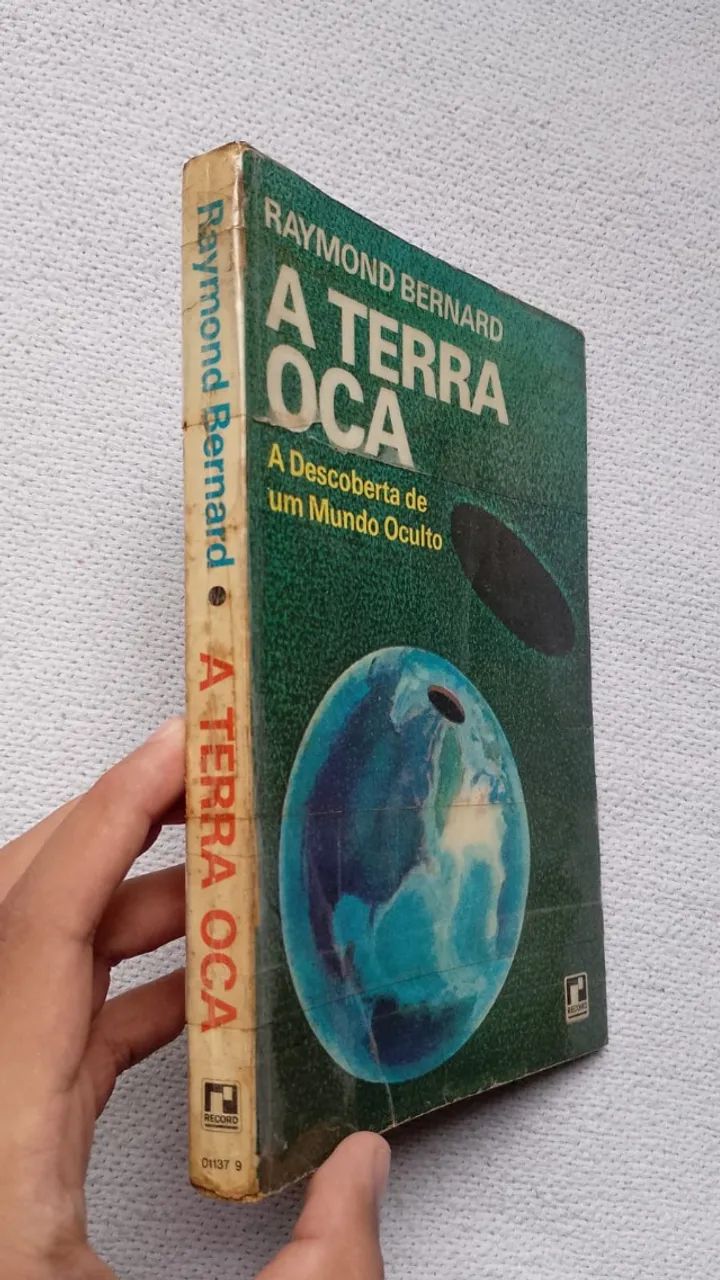 Raymond Bernard • A TERRA OCA
RECORD
01137 9
RAYMOND BERNARD
A TERRA
OCA
A Descoberta de
um Mundo Oculto
RECORD